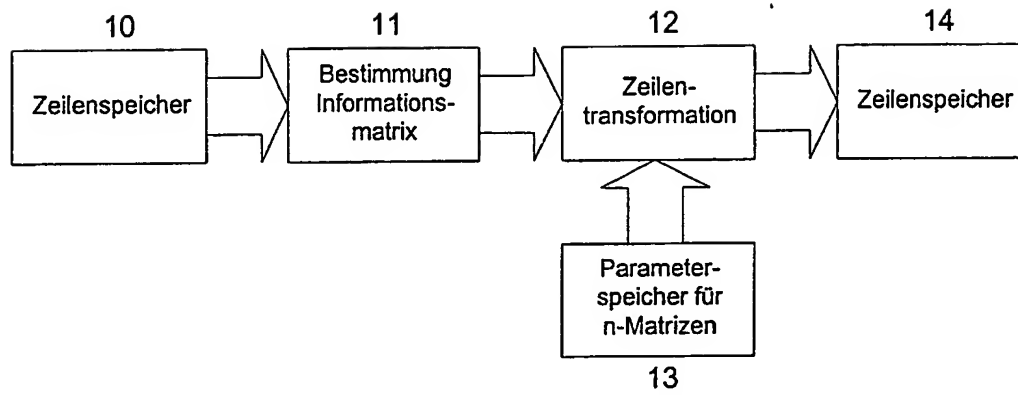 10
11
12
14
Zeilenspeicher
Bestimmung
Informations-
matrix
Zeilen-
transformation
Zeilenspeicher
Parameter-
speicher für
n-Matrizen
13